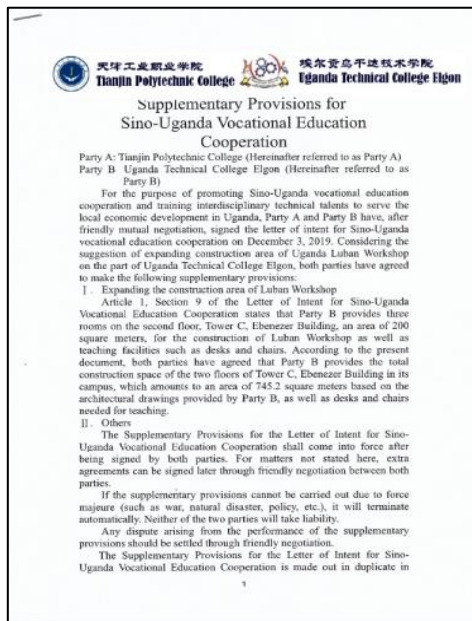 天津工业职业学院
Tianjin Polytechnic College
埃尔贡乌干达技术学院
Uganda Technical College Elgon
Supplementary Provisions for
Sino-Uganda Vocational Education
Cooperation
Party A: Tianjin Polytechnic College (Hereinafter referred to as Party A)
Party B Uganda Technical College Elgon (Hereinafter referred to as
Party B)
For the purpose of promoting Sino-Uganda vocational education
cooperation and training interdisciplinary technical talents to serve the
local economic development in Uganda, Party A and Party B have, after
friendly mutual negotiation, signed the letter of intent for Sino-Uganda
vocational education cooperation on December 3, 2019. Considering the
suggestion of expanding construction area of Uganda Luban Workshop
on the part of Uganda Technical College Elgon, both parties have agreed
to make the following supplementary provisions:
Ⅰ. Expanding the construction area of Luban Workshop
Article 1, Section 9 of the Letter of Intent for Sino-Uganda
Vocational Education Cooperation states that Party B provides three
rooms on the second floor, Tower C, Ebenezer Building, an area of 200
square meters, for the construction of Luban Workshop as well as
teaching facilities such as desks and chairs. According to the present
document, both parties have agreed that Party B provides the total
construction space of the two floors of Tower C, Ebenezer Building in its
campus, which amounts to an area of 745.2 square meters based on the
architectural drawings provided by Party B, as well as desks and chairs
needed for teaching.
Ⅱ. Others
The Supplementary Provisions for the Letter of Intent for Sino-
Uganda Vocational Education Cooperation shall come into force after
being signed by both parties. For matters not stated here, extra
agreements can be signed later through friendly negotiation between both
parties.
If the supplementary provisions cannot be carried out due to force
majeure (such as war, natural disaster, policy, etc.), it will terminate
automatically. Neither of the two parties will take liability.
Any dispute arising from the performance of the supplementary
provisions should be settled through friendly negotiation.
The Supplementary Provisions for the Letter of Intent for Sino-
Uganda Vocational Education Cooperation is made out in duplicate in
1